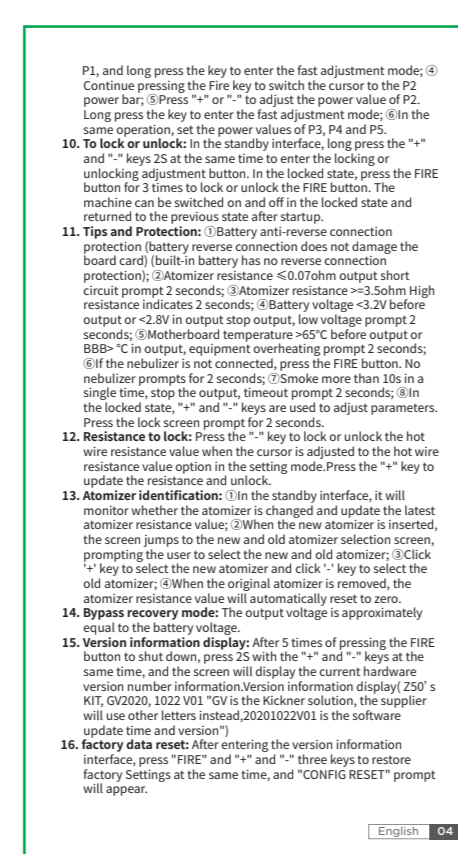 P1, and long press the key to enter the fast adjustment mode; ④
Continue pressing the Fire key to switch the cursor to the P2
power bar; ⑤Press "+" or "-" to adjust the power value of P2.
Long press the key to enter the fast adjustment mode; ⑥In the
same operation, set the power values of P3, P4 and P5.
10. To lock or unlock: In the standby interface, long press the "+"
and "-" keys 2S at the same time to enter the locking or
unlocking adjustment button. In the locked state, press the FIRE
button for 3 times to lock or unlock the FIRE button. The
machine can be switched on and off in the locked state and
returned to the previous state after startup.
11. Tips and Protection: ①Battery anti-reverse connection
protection (battery reverse connection does not damage the
board card) (built-in battery has no reverse connection
protection); ②Atomizer resistance ≤0.07ohm output short
circuit prompt 2 seconds; ③Atomizer resistance >=3.5ohm High
resistance indicates 2 seconds; ④Battery voltage <3.2V before
output or <2.8V in output stop output, low voltage prompt 2
seconds; ⑤Motherboard temperature >65°C before output or
BBB> °C in output, equipment overheating prompt 2 seconds;
⑥If the nebulizer is not connected, press the FIRE button. No
nebulizer prompts for 2 seconds; ⑦Smoke more than 10s in a
single time, stop the output, timeout prompt 2 seconds; ⑧In
the locked state, "+" and "-" keys are used to adjust parameters.
Press the lock screen prompt for 2 seconds.
12. Resistance to lock: Press the "-" key to lock or unlock the hot
wire resistance value when the cursor is adjusted to the hot wire
resistance value option in the setting mode.Press the "+" key to
update the resistance and unlock.
13. Atomizer identification: ①In the standby interface, it will
monitor whether the atomizer is changed and update the latest
atomizer resistance value; ②When the new atomizer is inserted,
the screen jumps to the new and old atomizer selection screen,
prompting the user to select the new and old atomizer; ③Click
'+' key to select the new atomizer and click '-' key to select the
old atomizer; ④When the original atomizer is removed, the
atomizer resistance value will automatically reset to zero.
14. Bypass recovery mode: The output voltage is approximately
equal to the battery voltage.
15. Version information display: After 5 times of pressing the FIRE
button to shut down, press 2S with the "+" and "-" keys at the
same time, and the screen will display the current hardware
version number information.Version information display( Z50' s
KIT, GV2020, 1022 V01 "GV is the Kickner solution, the supplier
will use other letters instead,20201022V01 is the software
update time and version")
16. factory data reset: After entering the version information
interface, press "FIRE" and "+" and "-" three keys to restore
factory Settings at the same time, and "CONFIG RESET" prompt
will appear.
English 04